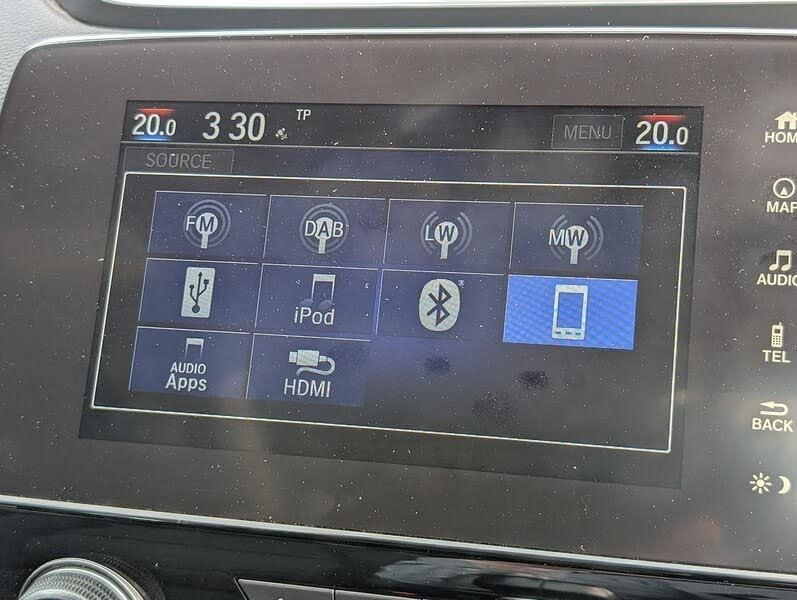 20.0 3 30 TP MENU 20.0
SOURCE
FM DAB LW MW
iPod
AUDIO Apps
HDMI
HOME
MAP
AUDIO
TEL
BACK